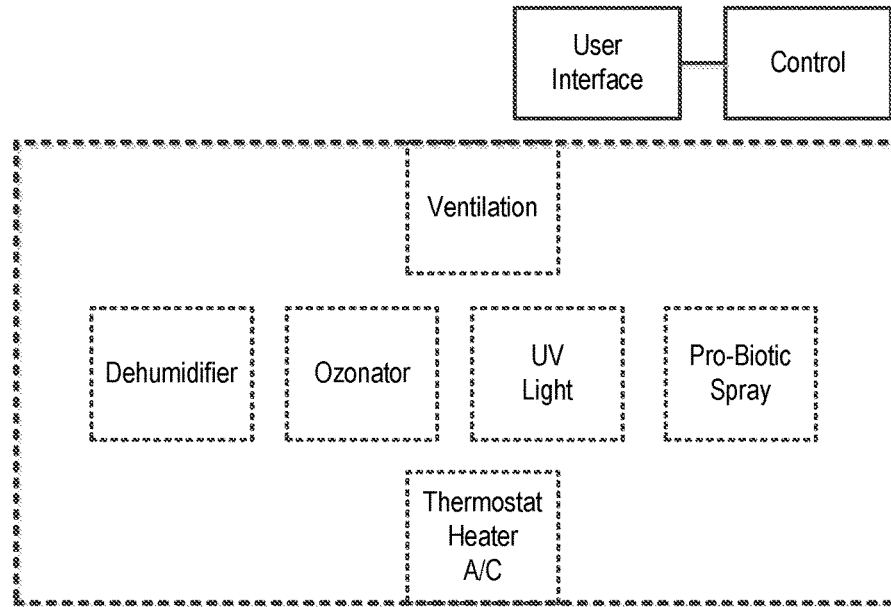 User
Interface
Control
Ventilation
Dehumidifier
Ozonator
UV
Light
Pro-Biotic
Spray
Thermostat
Heater
A/C